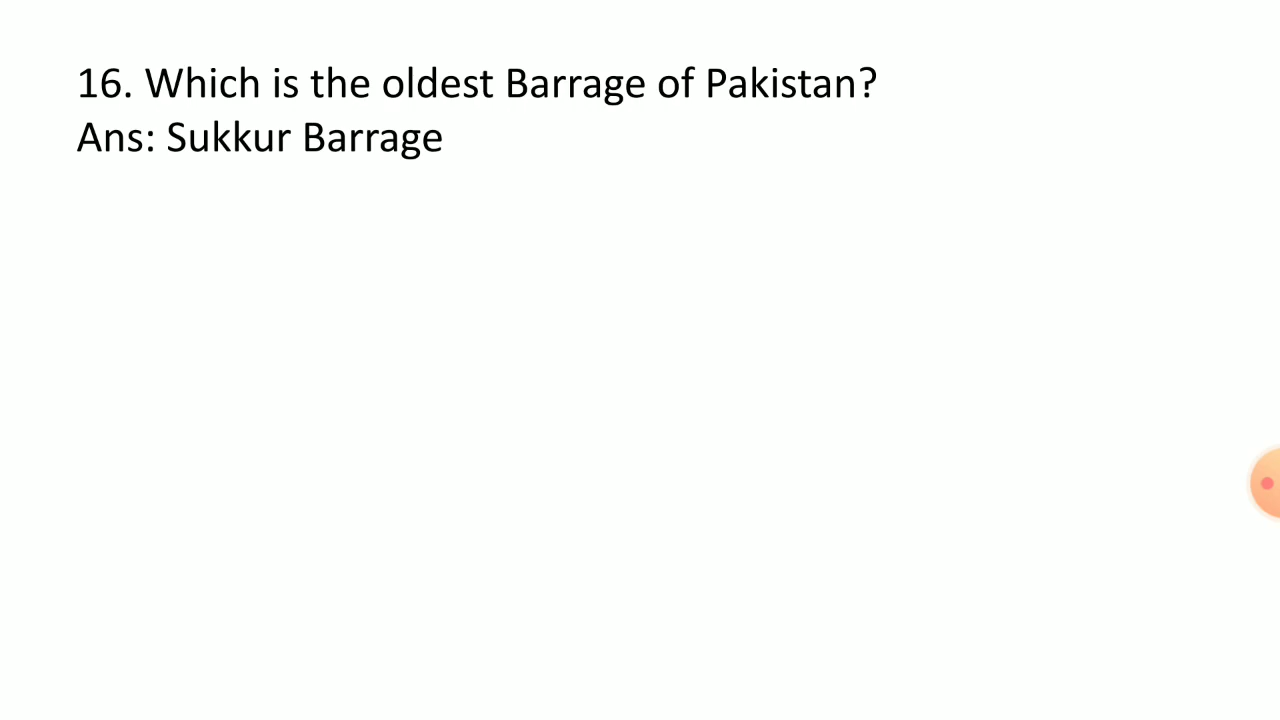 16. Which is the oldest Barrage of Pakistan?
Ans: Sukkur Barrage